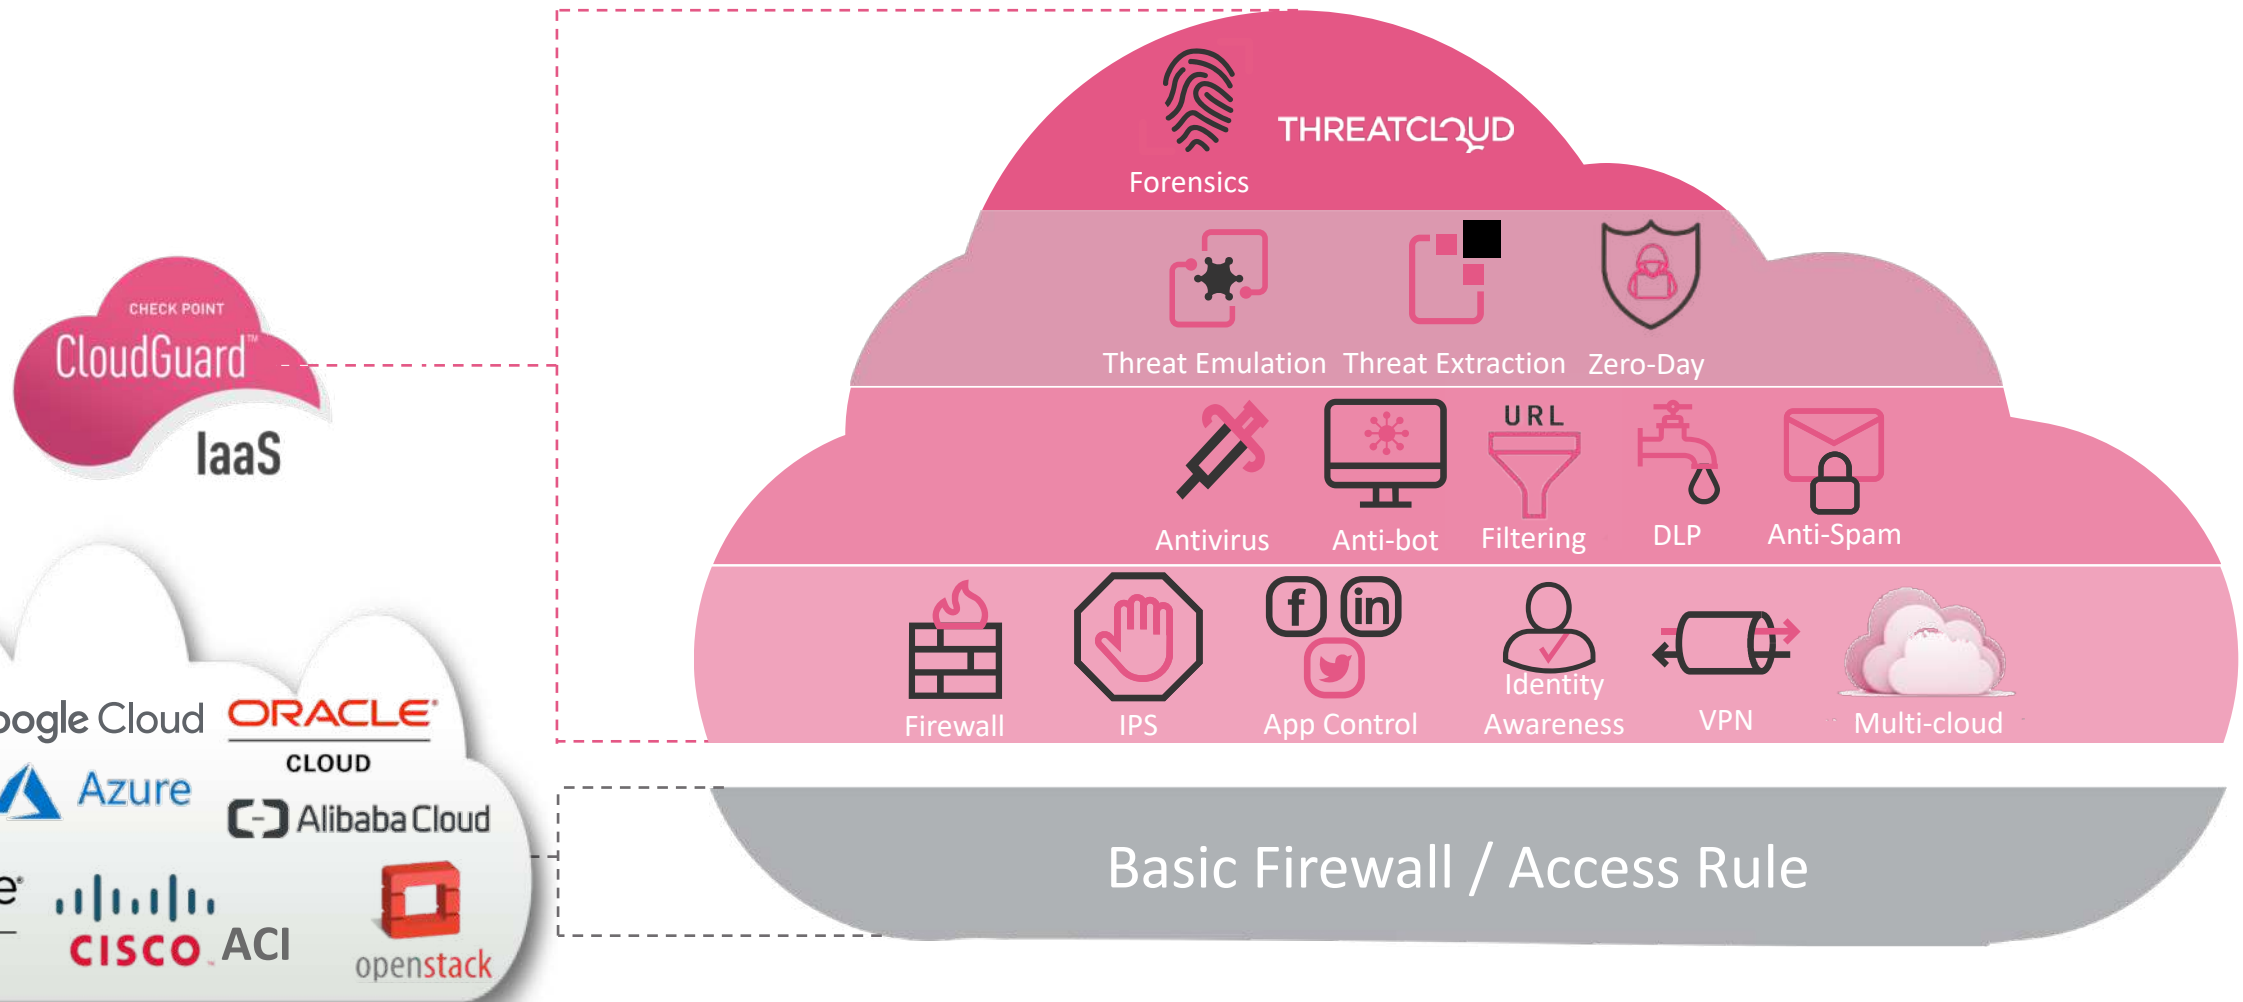 CHECK POINT
CloudGuard™
IaaS
Cloud
ORACLE®
CLOUD
Azure
Alibaba Cloud
CISCO ACI
openstack
THREATCLOUD
Forensics
Threat Emulation Threat Extraction Zero-Day
URL
Antivirus Anti-bot Filtering DLP Anti-Spam
f in
Firewall IPS App Control Identity Awareness VPN Multi-cloud
Basic Firewall / Access Rule